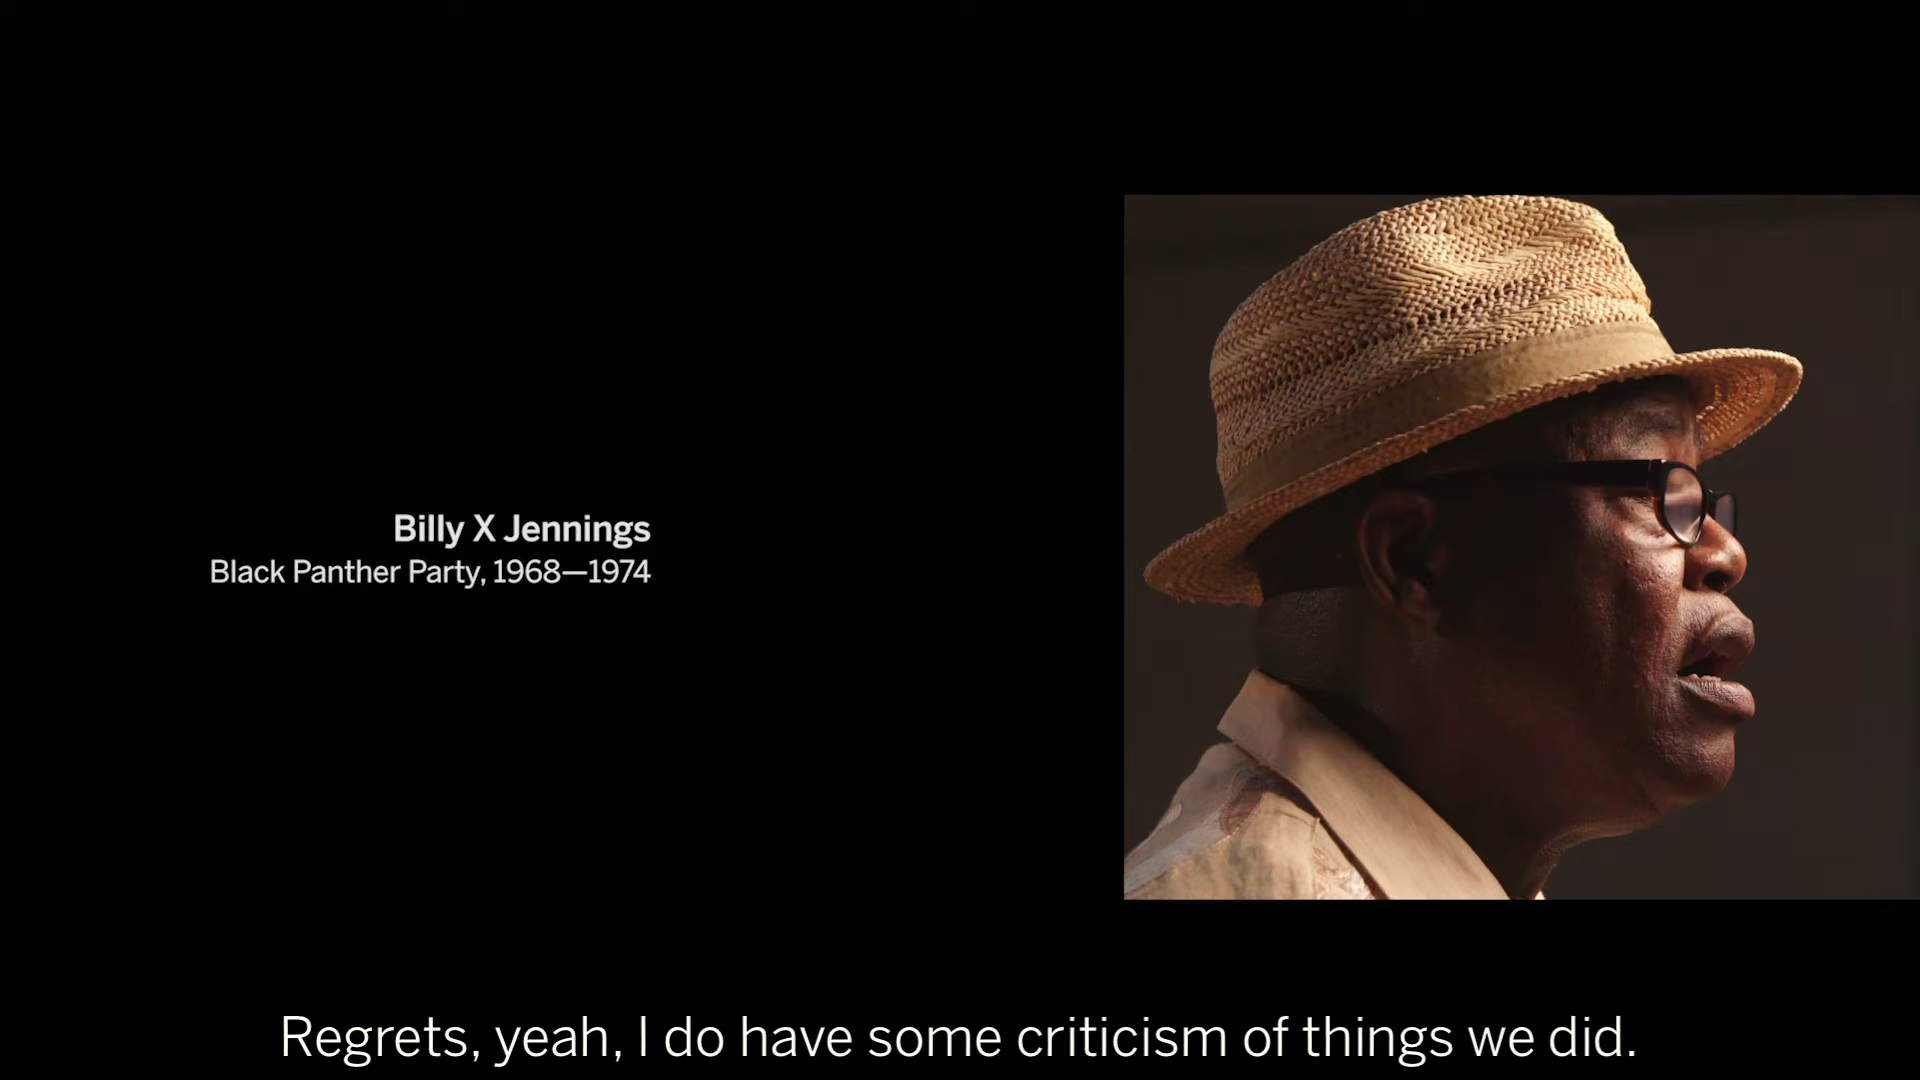 Billy X Jennings
Black Panther Party, 1968—1974
Regrets, yeah, I do have some criticism of things we did.